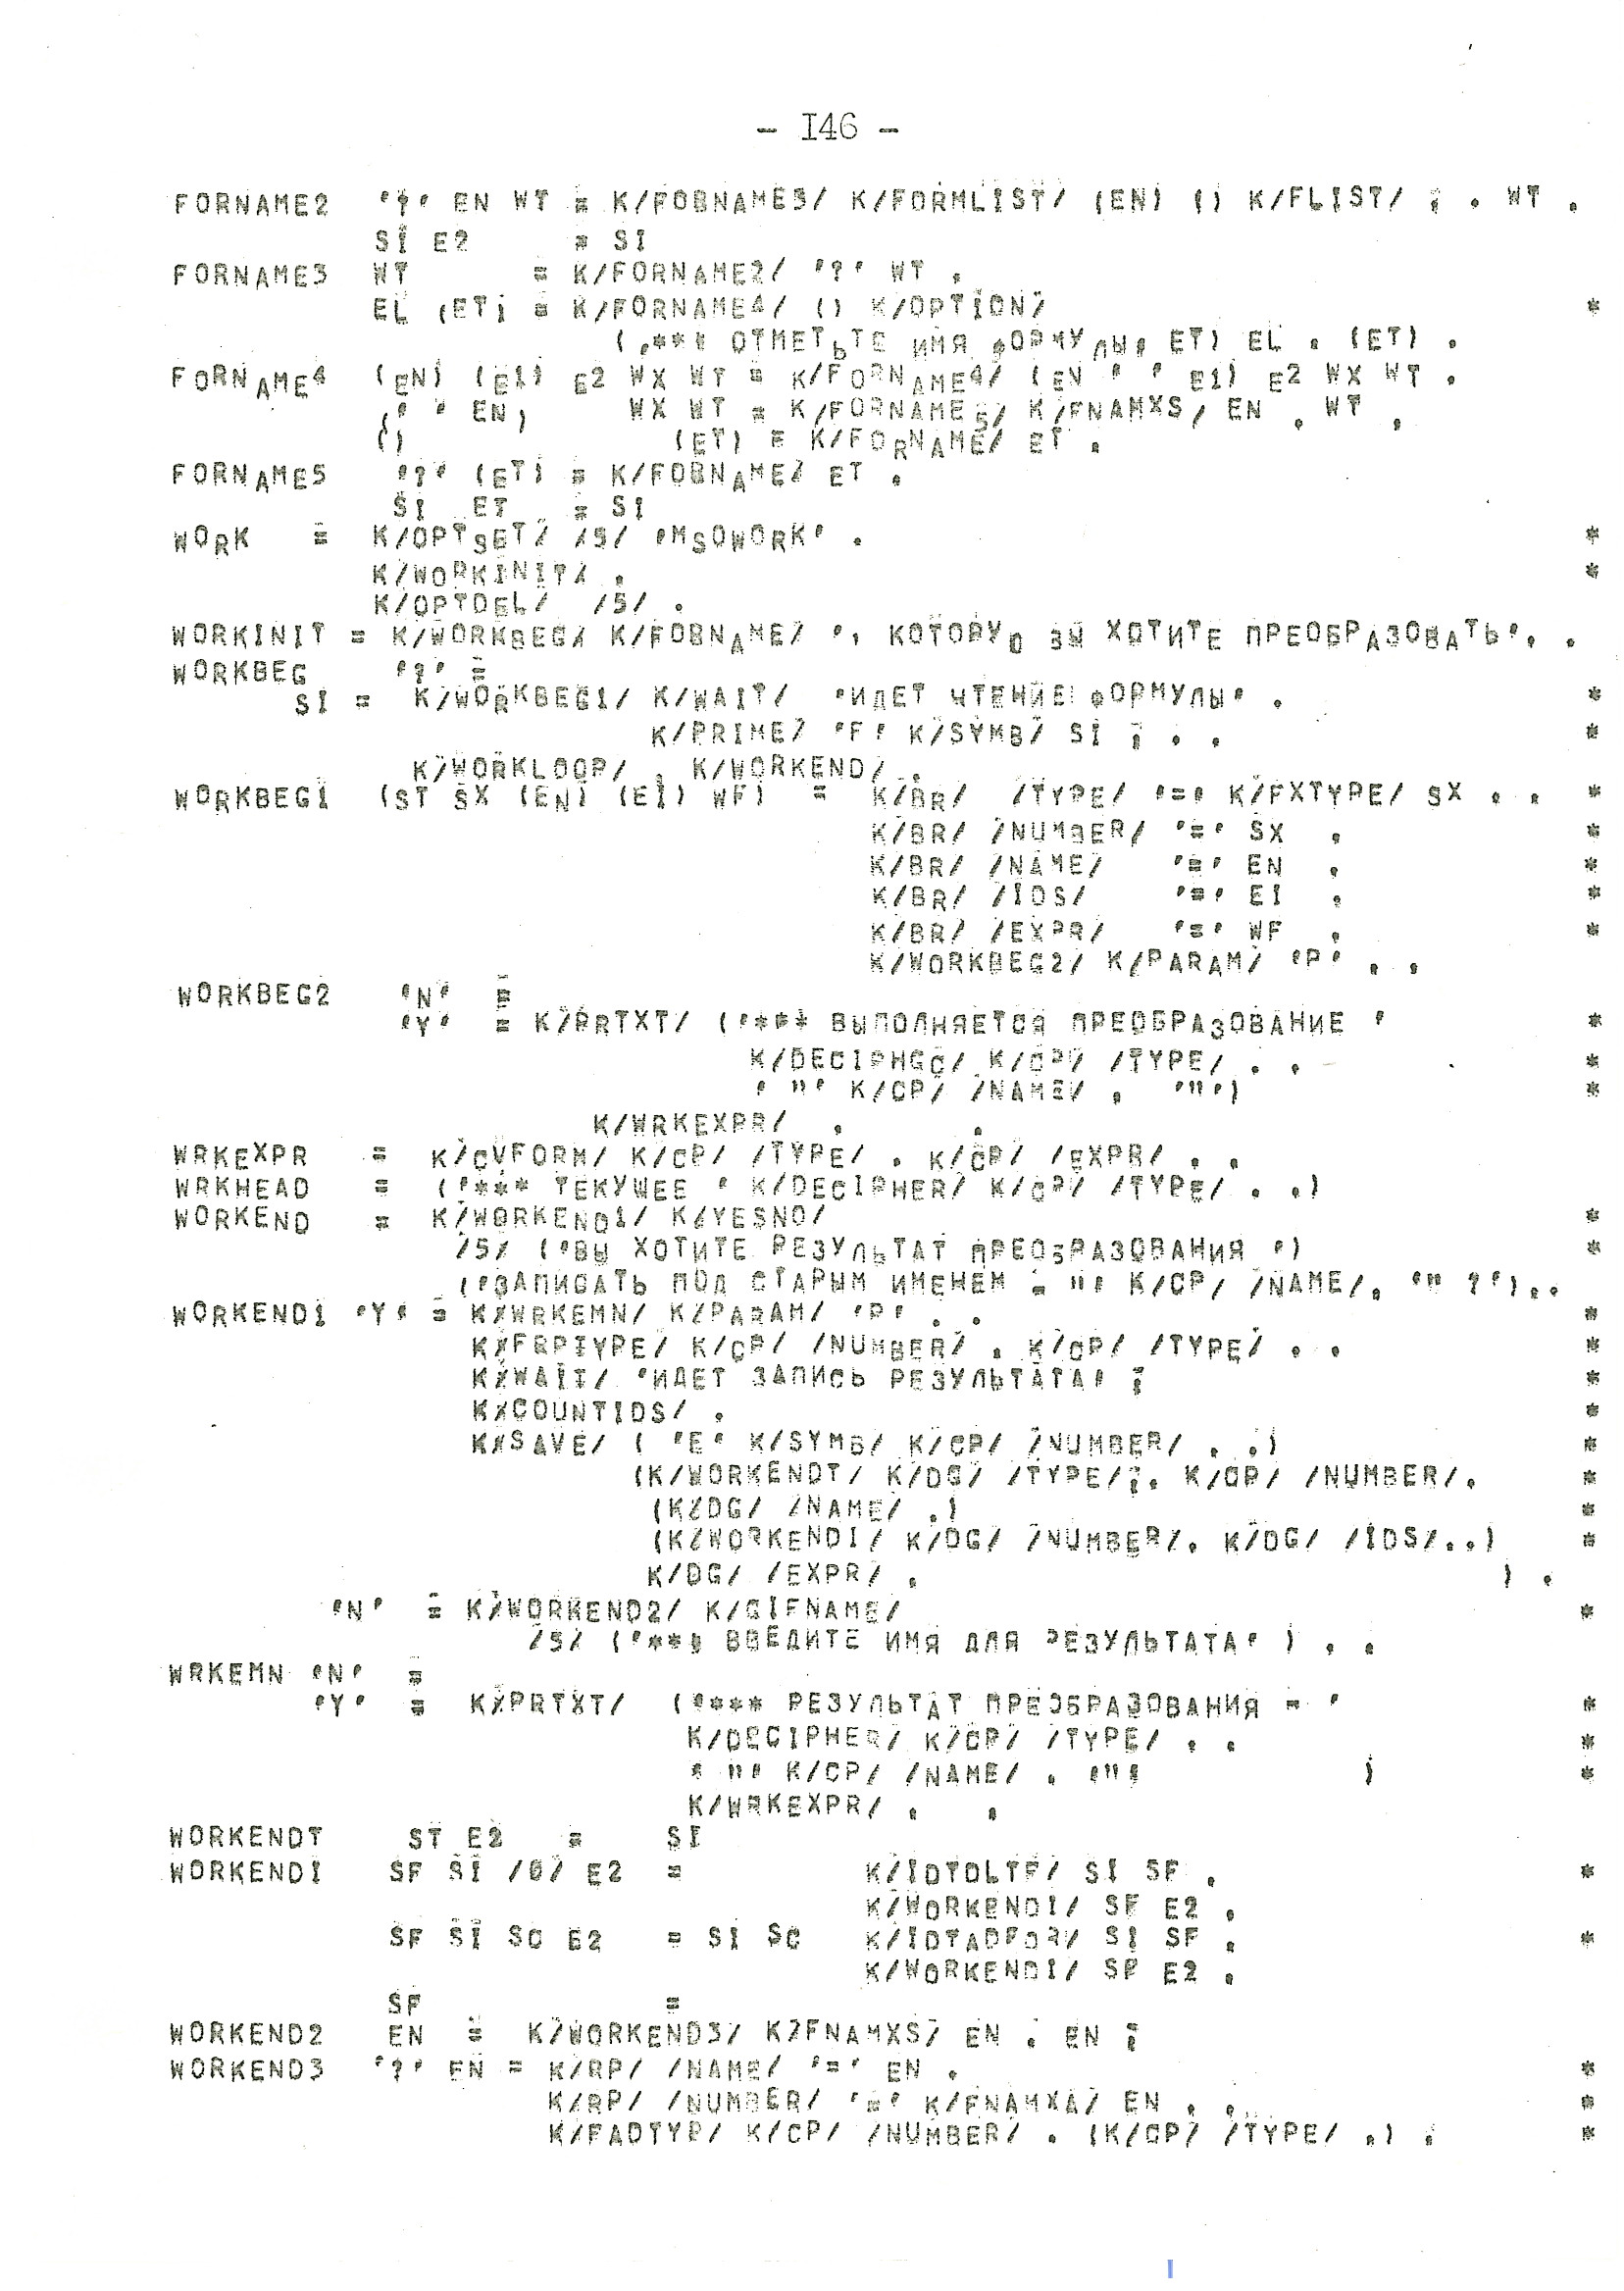 - I46 -
FORNAME2 '?' EN WT = K/FOBNAME3/ K/FORMLIST/ (EN) () K/FLIST/ ; . WT .
SI E2 = SI
FORNAME3 WT = K/FORNAME2/ '?' WT .
EL (ET) = K/FORNAME4/ () K/OPTION/ *
('*** ОТМЕТЬТЕ ИМЯ ФОРМУЛЫ' ET) EL . (ET) .
FORNAME4 (EN) (E1) E2 WX WT = K/FORNAME4/ (EN ' ' E1) E2 WX WT .
(' ' EN) WX WT = K/FORNAME5/ K/FNAMXS/ EN . WT .
() (ET) = K/FORNAME/ ET .
FORNAME5 '?' (ET) = K/FOBNAME/ ET .
SI ET = SI
WORK = K/OPTSET/ /5/ 'MSOWORK' . *
K/WORKINIT/ . *
K/OPTDEL/ /5/ .
WORKINIT = K/WORKBEG/ K/FOBNAME/ ', КОТОРУЮ ВЫ ХОТИТЕ ПРЕОБРАЗОВАТЬ'. .
WORKBEG '?' =
SI = K/WORKBEG1/ K/WAIT/ 'ИДЕТ ЧТЕНИЕ ФОРМУЛЫ' . *
K/PRIME/ 'F' K/SYMB/ SI ; . . *
K/WORKLOOP/ . K/WORKEND/ .
WORKBEG1 (ST SX (EN) (EI) WF) = K/BR/ /TYPE/ '=' K/FXTYPE/ SX . . *
K/BR/ /NUMBER/ '=' SX . *
K/BR/ /NAME/ '=' EN . *
K/BR/ /IDS/ '=' EI . *
K/BR/ /EXPR/ '=' WF . *
K/WORKBEG2/ K/PARAM/ 'P' . .
WORKBEG2 'N' =
'Y' = K/PRTXT/ ('*** ВЫПОЛНЯЕТСЯ ПРЕОБРАЗОВАНИЕ ' *
K/DECIPHGC/ K/CP/ /TYPE/ . . *
' "' K/CP/ /NAME/ . '"') *
K/WRKEXPR/ . .
WRKEXPR = K/CVFORM/ K/CP/ /TYPE/ . K/CP/ /EXPR/ . .
WRKHEAD = ('*** ТЕКУЩЕЕ ' K/DECIPHER/ K/CP/ /TYPE/ . .)
WORKEND = K/WORKEND1/ K/YESNO/ *
/5/ ('ВЫ ХОТИТЕ РЕЗУЛЬТАТ ПРЕОБРАЗОВАНИЯ ') *
('ЗАПИСАТЬ ПОД СТАРЫМ ИМЕНЕМ - "' K/CP/ /NAME/. '" ?')..
WORKEND1 'Y' = K/WRKEMN/ K/PARAM/ 'P' . . *
K/FRPTYPE/ K/CP/ /NUMBER/ . K/CP/ /TYPE/ . . *
K/WAIT/ 'ИДЕТ ЗАПИСЬ РЕЗУЛЬТАТА' ; *
K/COUNTIDS/ . *
K/SAVE/ ( 'E' K/SYMB/ K/CP/ /NUMBER/ . .) *
(K/WORKENDT/ K/DG/ /TYPE/;. K/CP/ /NUMBER/. *
(K/DG/ /NAME/ .) *
(K/WORKENDI/ K/DG/ /NUMBER/. K/DG/ /IDS/..) *
K/DG/ /EXPR/ . ) .
'N' = K/WORKEND2/ K/GIFNAME/ *
/5/ ('*** ВВЕДИТЕ ИМЯ ДЛЯ РЕЗУЛЬТАТА' ) . .
WRKEMN 'N' =
'Y' = K/PRTXT/ ('*** РЕЗУЛЬТАТ ПРЕОБРАЗОВАНИЯ - ' *
K/DECIPHER/ K/CP/ /TYPE/ . . *
' "' K/CP/ /NAME/ . '"' ) *
K/WRKEXPR/ . .
WORKENDT ST E2 = SI
WORKENDI SF SI /0/ E2 = K/IDTDLTF/ SI SF . *
K/WORKENDI/ SF E2 .
SF SI SC E2 = SI SC K/IDTADFOR/ SI SF . *
K/WORKENDI/ SF E2 .
SF =
WORKEND2 EN = K/WORKEND3/ K/FNAMXS/ EN . EN ;
WORKEND3 '?' EN = K/RP/ /NAME/ '=' EN . *
K/RP/ /NUMBER/ '=' K/FNAMXA/ EN . . *
K/FADTYP/ K/CP/ /NUMBER/ . (K/CP/ /TYPE/ .) . *